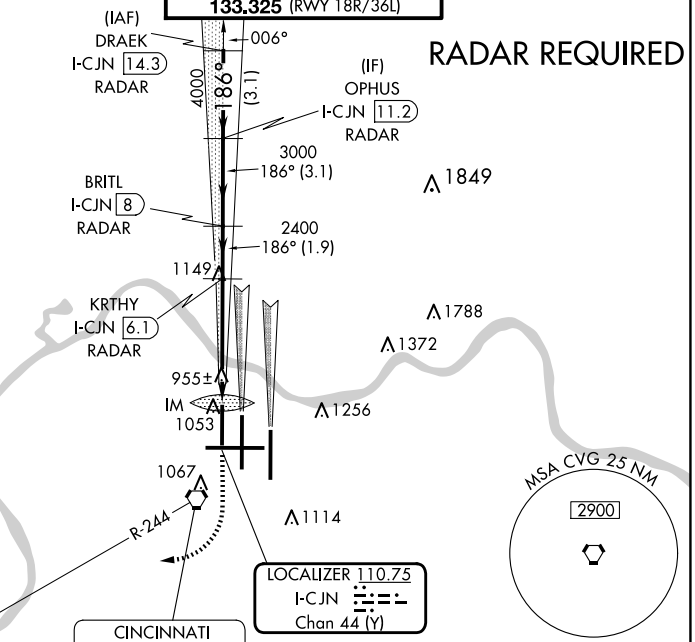 133.325 (RWY 18R/36L)
(IAF)
DRAEK
I-CJN 14.3
RADAR
006°
4000
186°
(3.1)
RADAR REQUIRED
(IF)
OPHUS
I-CJN 11.2
RADAR
3000
186° (3.1)
1849
BRITL
I-CJN 8
RADAR
2400
186° (1.9)
1149
KRTHY
I-CJN 6.1
RADAR
1788
1372
955±
IM
1053
1256
1067
R-244
1114
MSA CVG 25 NM
2900
LOCALIZER 110.75
I-CJN
Chan 44 (Y)
CINCINNATI